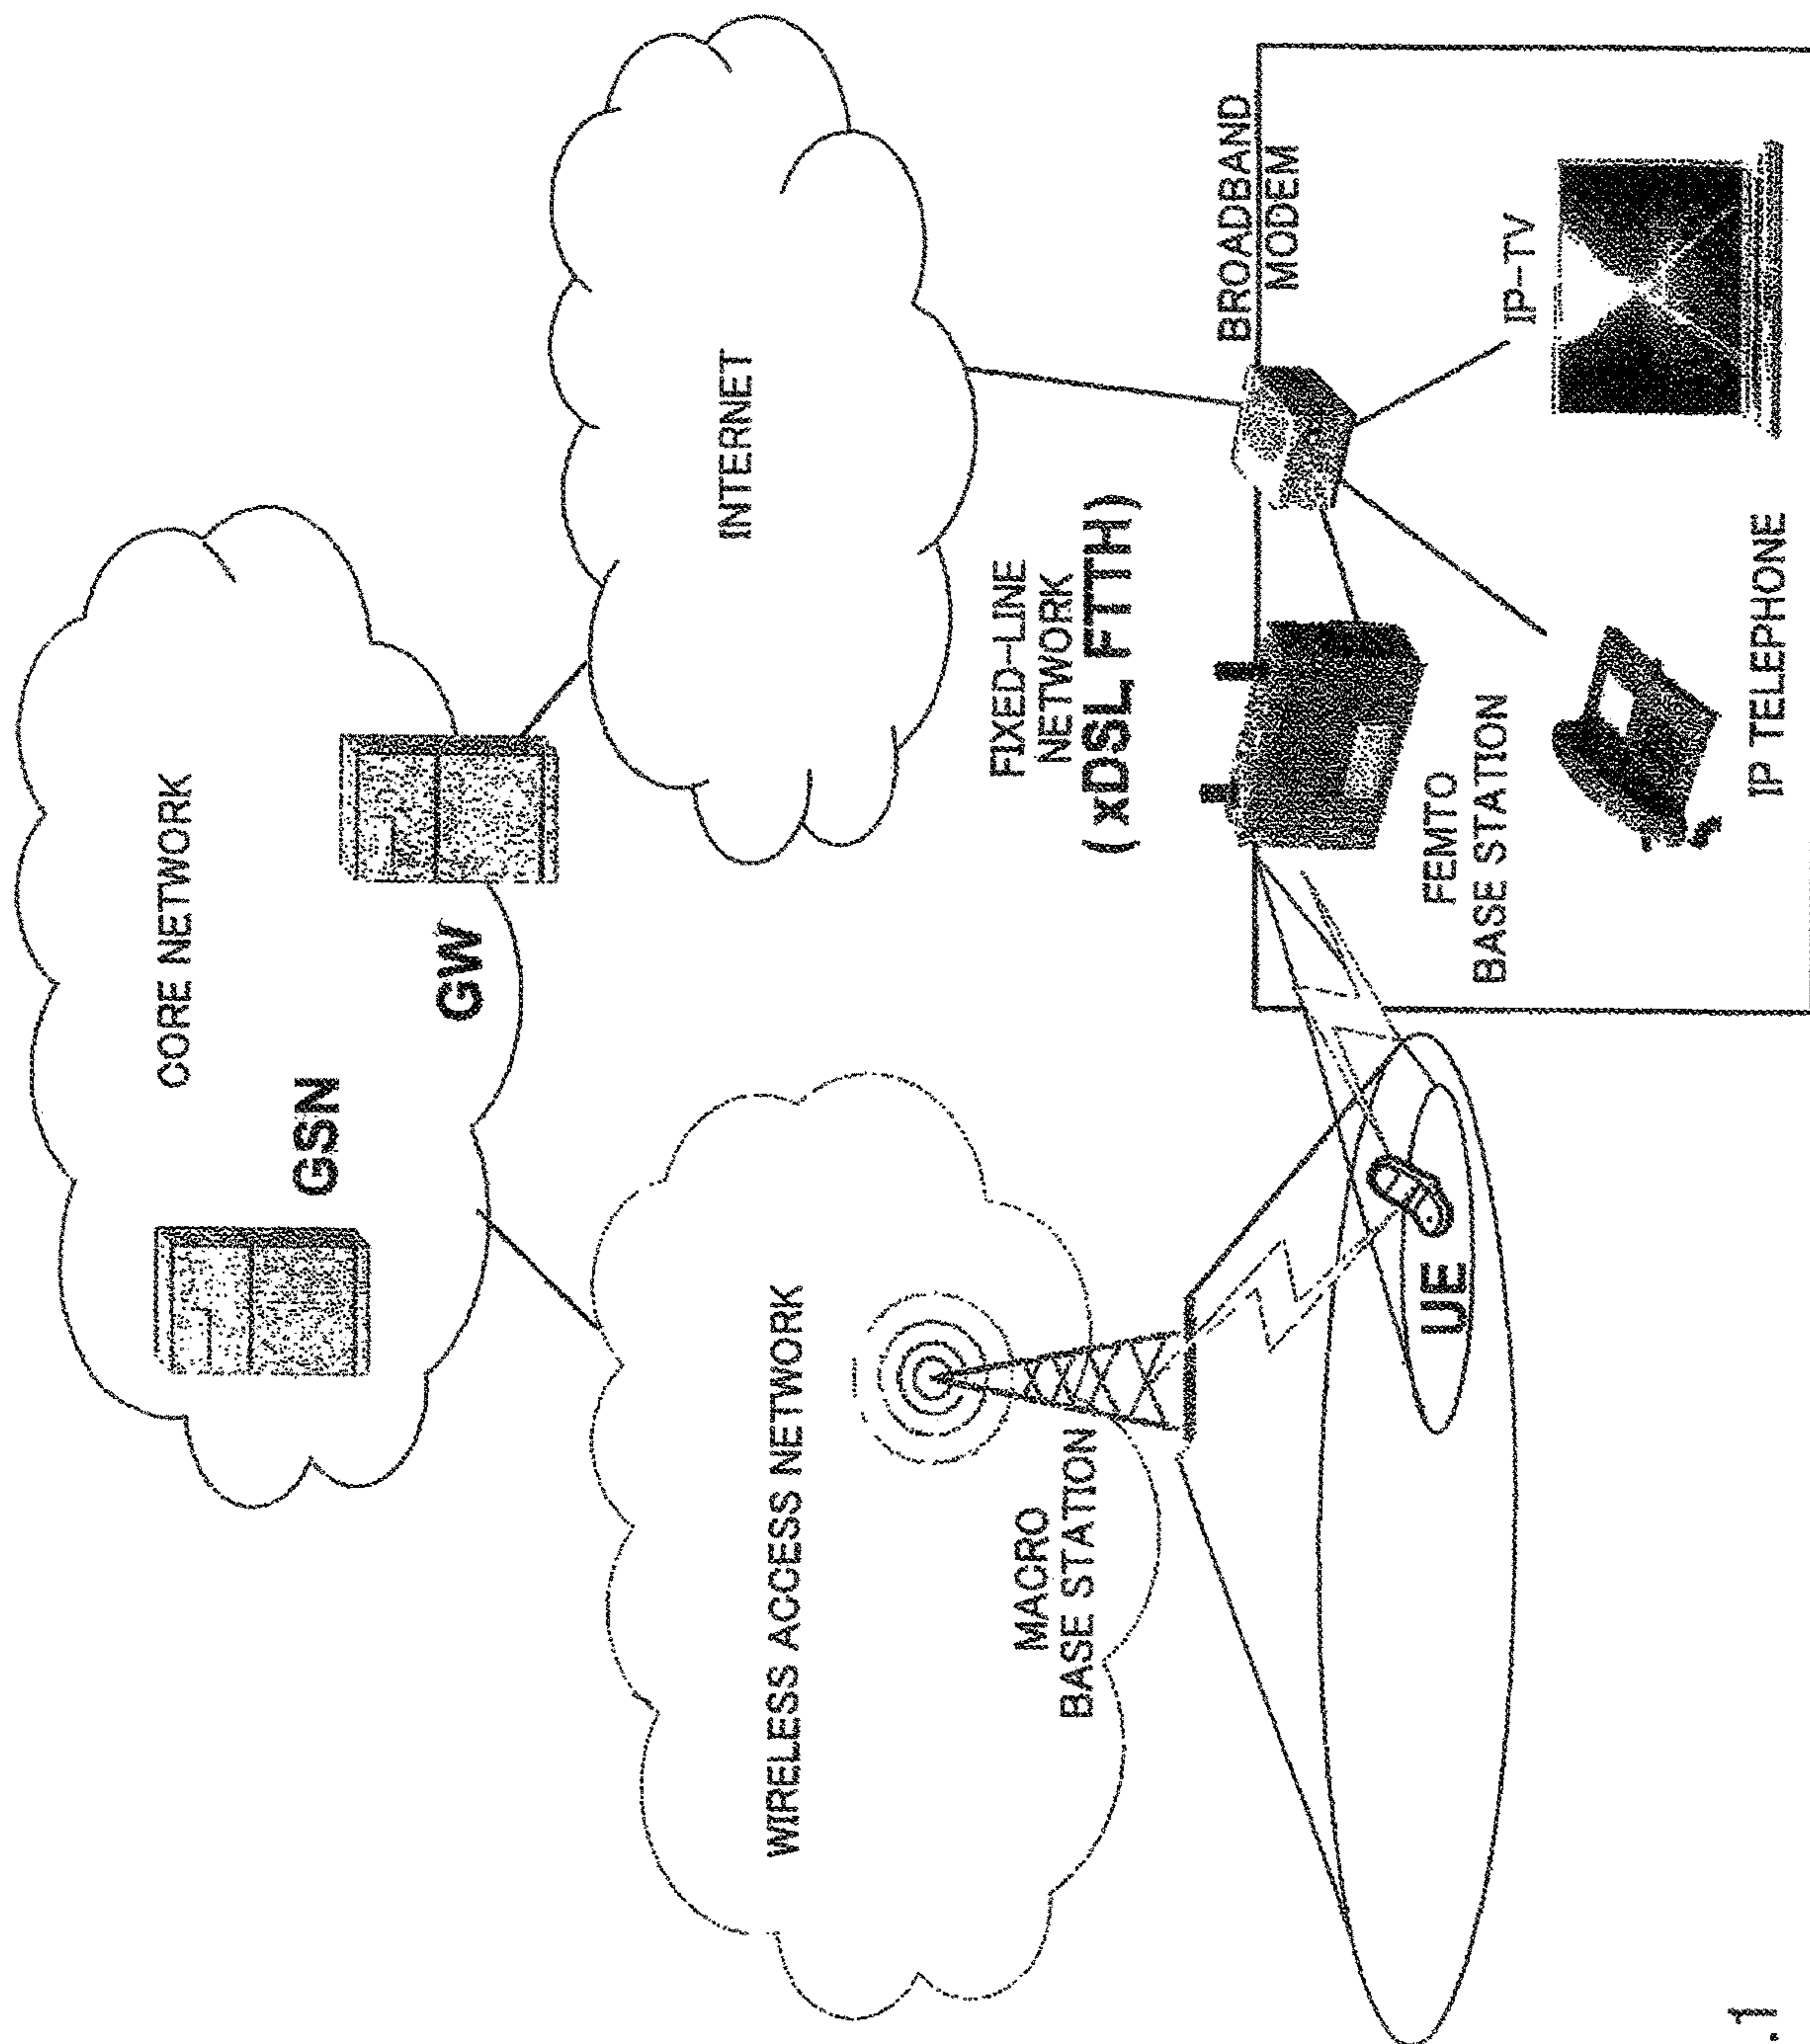 CORE NETWORK
GSN
GW
WIRELESS ACCESS NETWORK
INTERNET
MACRO
BASE STATION
FIXED-LINE
NETWORK
(xDSL, FTTH)
BROADBAND
MODEM
UE
FEMTO
BASE STATION
IP-TV
IP TELEPHONE
.1